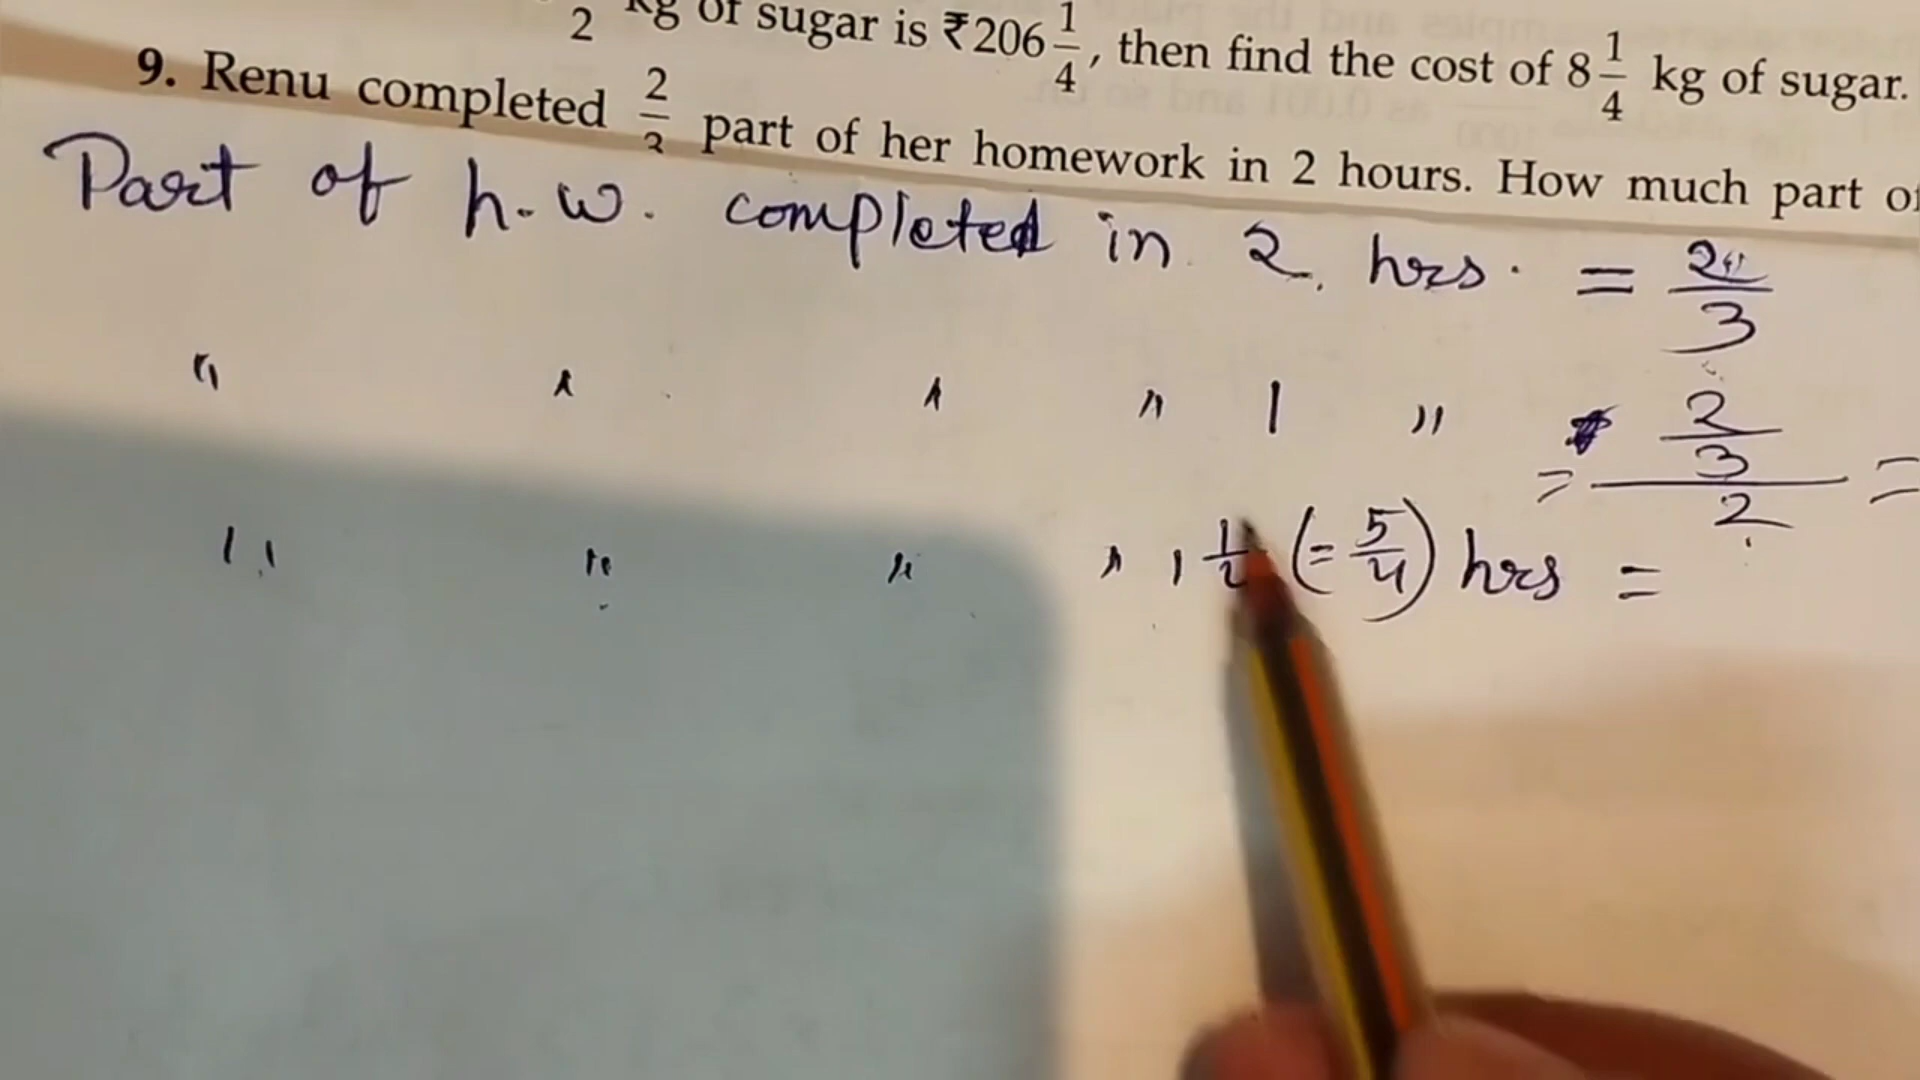 2 kg of sugar is ₹206 1/4, then find the cost of 8 1/4 kg of sugar.
9. Renu completed 2/3 part of her homework in 2 hours. How much part of
Part of h.w. completed in 2 hrs. = 2/3
" " " " 1 " = 2/3/2 =
" " " " 1 1/4 (= 5/4) hrs =